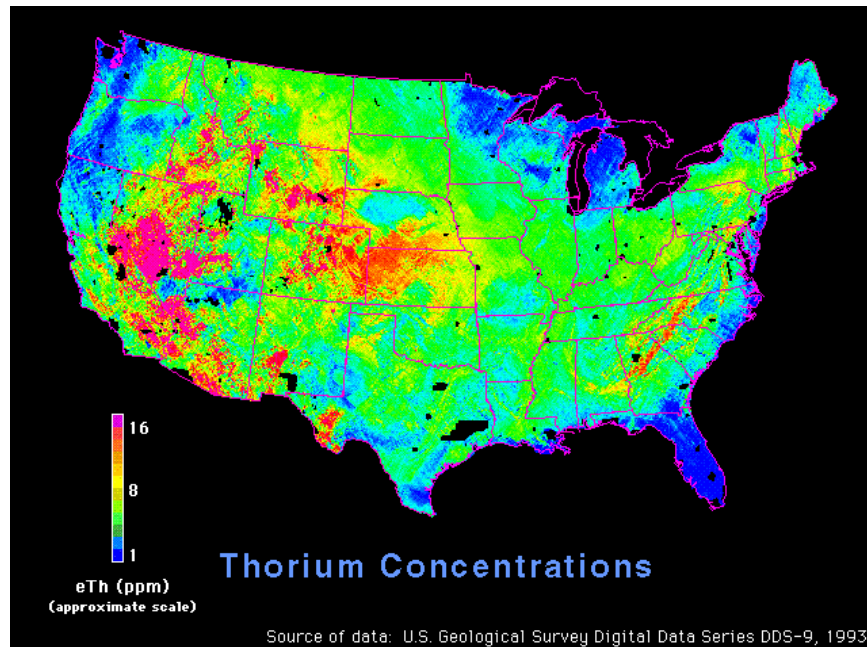 16
8
1
eTh (ppm)
(approximate scale)
Thorium Concentrations
Source of data: U.S. Geological Survey Digital Data Series DDS-9, 1993